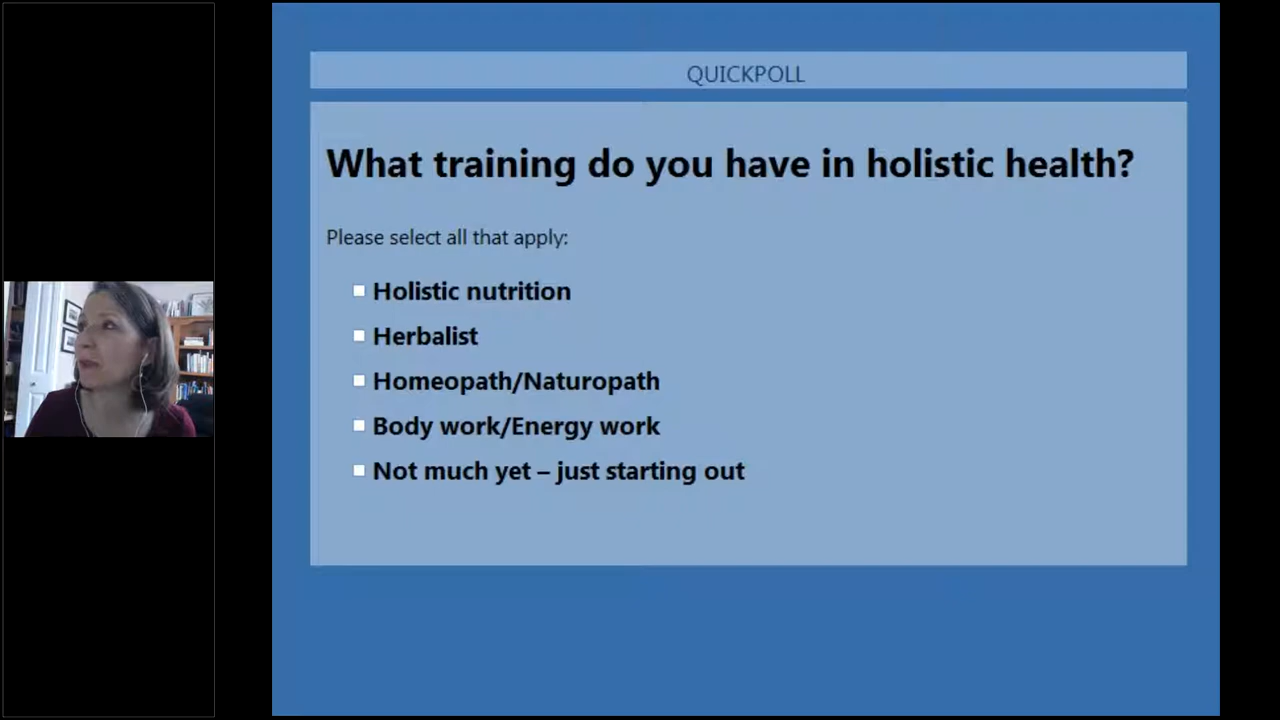 QUICKPOLL
What training do you have in holistic health?
Please select all that apply:
Holistic nutrition
Herbalist
Homeopath/Naturopath
Body work/Energy work
Not much yet – just starting out